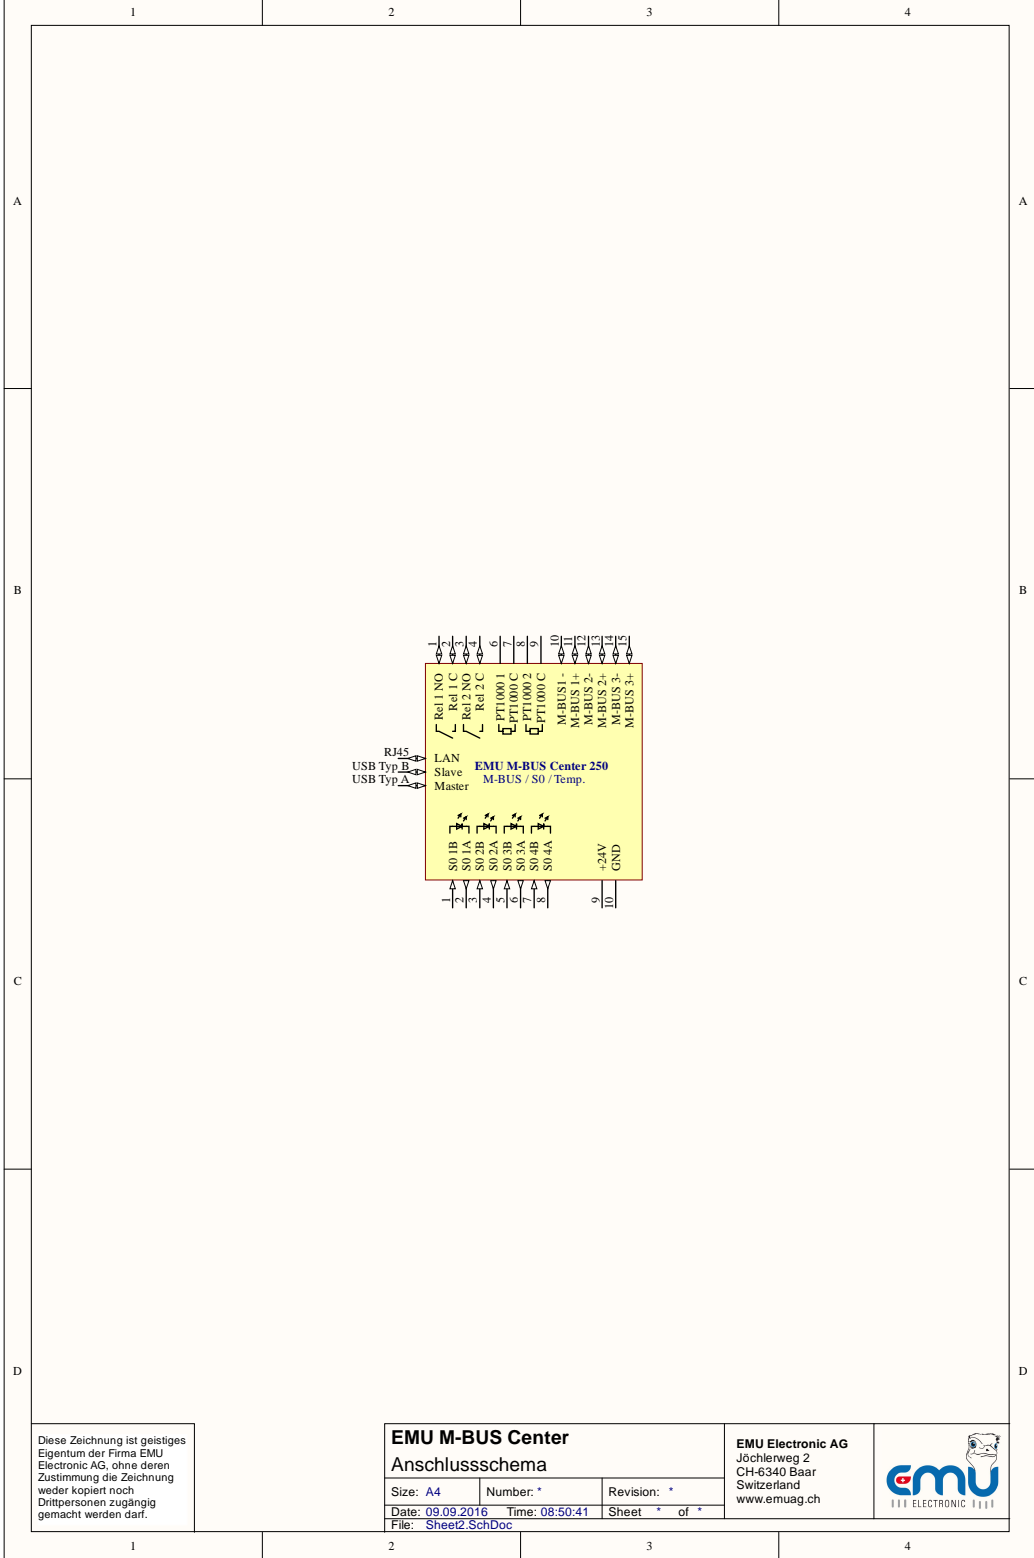 1 2 3 4
A A
B B
C C
D D
1 2 3 4 6 7 8 9 10 11 12 13 14 15
Rel 1 NO
Rel 1 C
Rel 2 NO
Rel 2 C
PT1000 1
PT1000 C
PT1000 2
PT1000 C
M-BUS1 -
M-BUS 1+
M-BUS 2-
M-BUS 2+
M-BUS 3-
M-BUS 3+
RJ45 LAN
USB Typ B Slave
USB Typ A Master
EMU M-BUS Center 250
M-BUS / S0 / Temp.
S0 1B
S0 1A
S0 2B
S0 2A
S0 3B
S0 3A
S0 4B
S0 4A
+24V
GND
1 2 3 4 5 6 7 8 9 10
Diese Zeichnung ist geistiges
Eigentum der Firma EMU
Electronic AG, ohne deren
Zustimmung die Zeichnung
weder kopiert noch
Drittpersonen zugängig
gemacht werden darf.
EMU M-BUS Center
Anschlussschema
Size: A4 Number: * Revision: *
Date: 09.09.2016 Time: 08:50:41 Sheet * of *
File: Sheet2.SchDoc
EMU Electronic AG
Jöchlerweg 2
CH-6340 Baar
Switzerland
www.emuag.ch
emu
ELECTRONIC
1 2 3 4